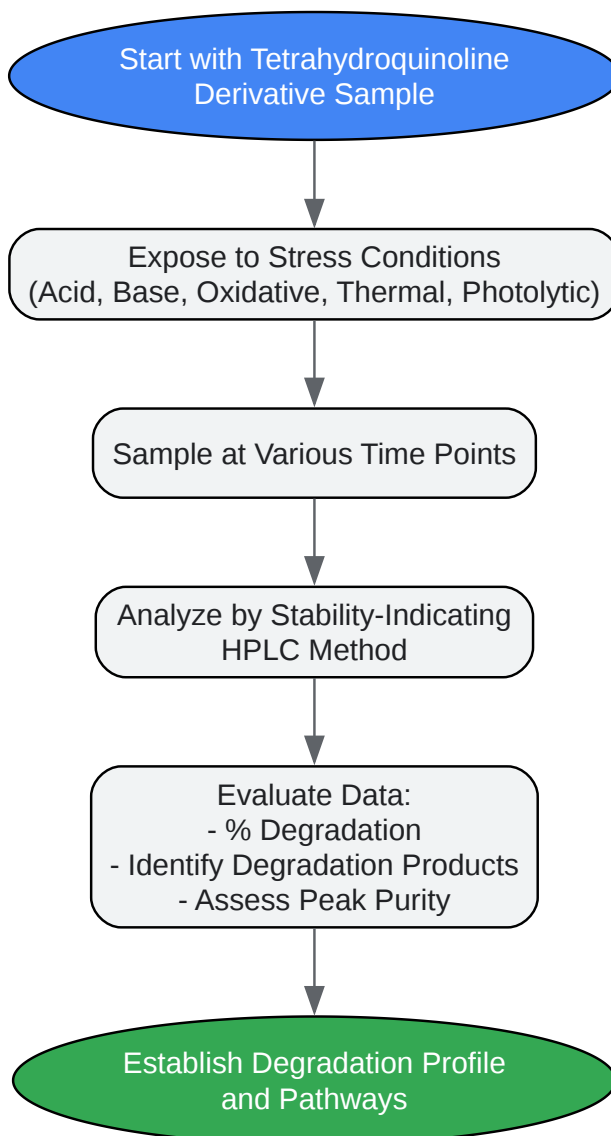 Start with Tetrahydroquinoline
Derivative Sample
Expose to Stress Conditions
(Acid, Base, Oxidative, Thermal, Photolytic)
Sample at Various Time Points
Analyze by Stability-Indicating
HPLC Method
Evaluate Data:
- % Degradation
- Identify Degradation Products
- Assess Peak Purity
Establish Degradation Profile
and Pathways